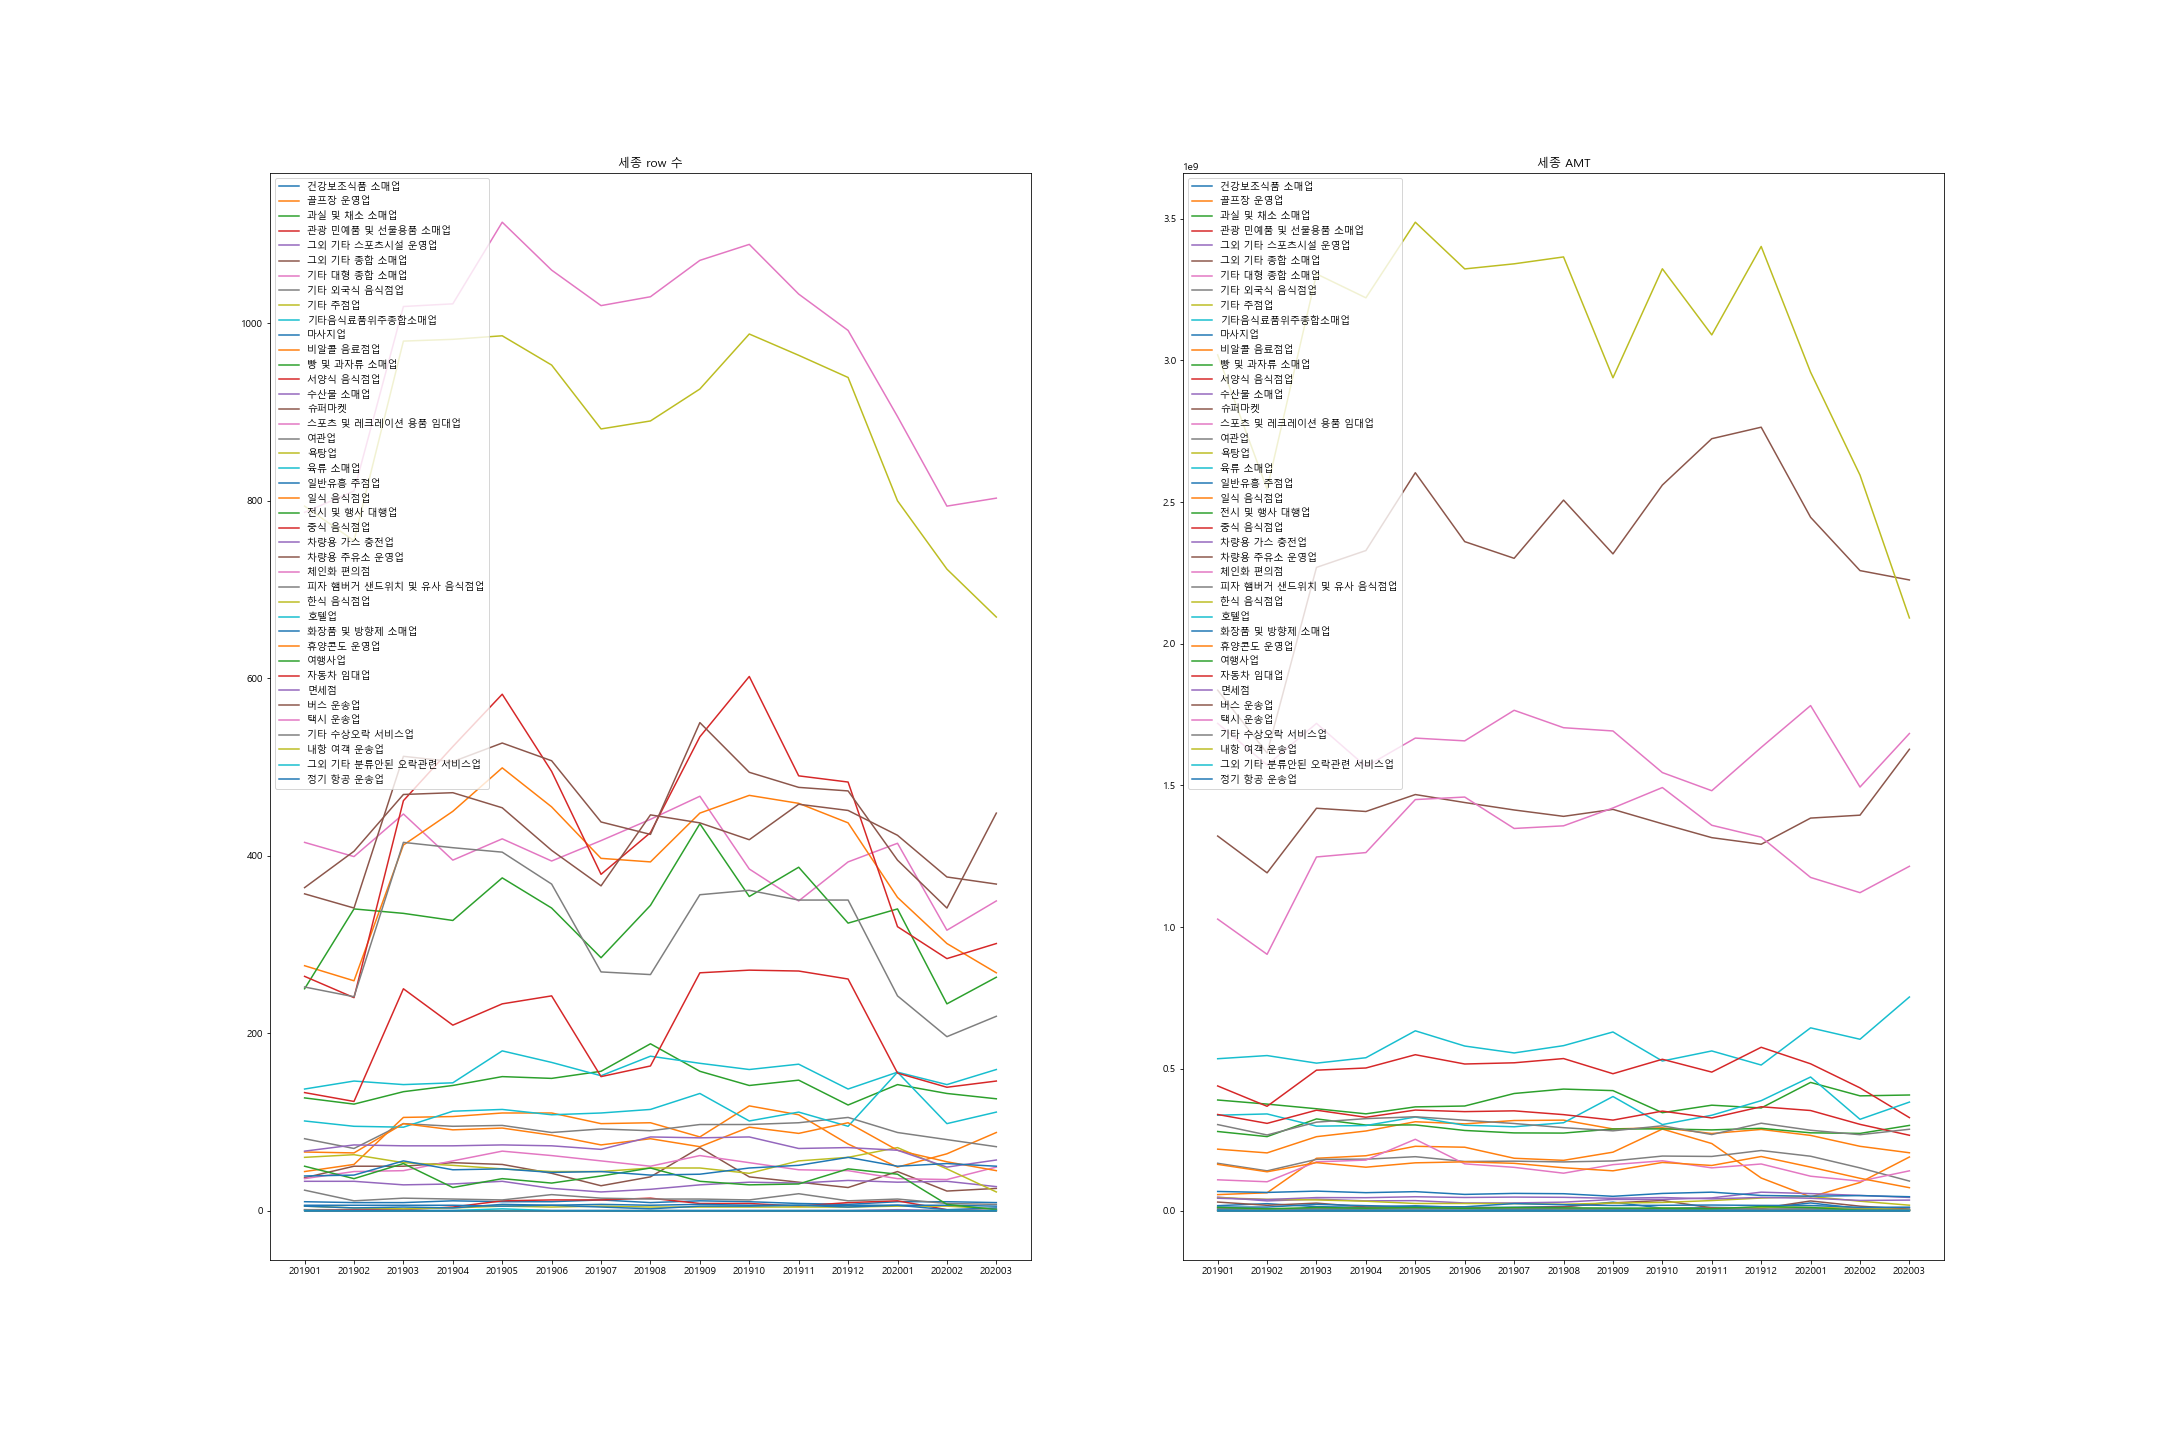 세종 row 수
건강보조식품 소매업
골프장 운영업
과실 및 채소 소매업
관광 민예품 및 선물용품 소매업
그외 기타 스포츠시설 운영업
그외 기타 종합 소매업
기타 대형 종합 소매업
기타 외국식 음식점업
기타 주점업
기타음식료품위주종합소매업
마사지업
비알콜 음료점업
빵 및 과자류 소매업
서양식 음식점업
수산물 소매업
슈퍼마켓
스포츠 및 레크레이션 용품 임대업
여관업
욕탕업
육류 소매업
일반유흥 주점업
일식 음식점업
전시 및 행사 대행업
중식 음식점업
차량용 가스 충전업
차량용 주유소 운영업
체인화 편의점
피자 햄버거 샌드위치 및 유사 음식점업
한식 음식점업
호텔업
화장품 및 방향제 소매업
휴양콘도 운영업
여행사업
자동차 임대업
면세점
버스 운송업
택시 운송업
기타 수상오락 서비스업
내항 여객 운송업
그외 기타 분류안된 오락관련 서비스업
정기 항공 운송업
1000
800
600
400
200
0
201901 201902 201903 201904 201905 201906 201907 201908 201909 201910 201911 201912 202001 202002 202003
세종 AMT
1e9
건강보조식품 소매업
골프장 운영업
과실 및 채소 소매업
관광 민예품 및 선물용품 소매업
그외 기타 스포츠시설 운영업
그외 기타 종합 소매업
기타 대형 종합 소매업
기타 외국식 음식점업
기타 주점업
기타음식료품위주종합소매업
마사지업
비알콜 음료점업
빵 및 과자류 소매업
서양식 음식점업
수산물 소매업
슈퍼마켓
스포츠 및 레크레이션 용품 임대업
여관업
욕탕업
육류 소매업
일반유흥 주점업
일식 음식점업
전시 및 행사 대행업
중식 음식점업
차량용 가스 충전업
차량용 주유소 운영업
체인화 편의점
피자 햄버거 샌드위치 및 유사 음식점업
한식 음식점업
호텔업
화장품 및 방향제 소매업
휴양콘도 운영업
여행사업
자동차 임대업
면세점
버스 운송업
택시 운송업
기타 수상오락 서비스업
내항 여객 운송업
그외 기타 분류안된 오락관련 서비스업
정기 항공 운송업
3.5
3.0
2.5
2.0
1.5
1.0
0.5
0.0
201901 201902 201903 201904 201905 201906 201907 201908 201909 201910 201911 201912 202001 202002 202003